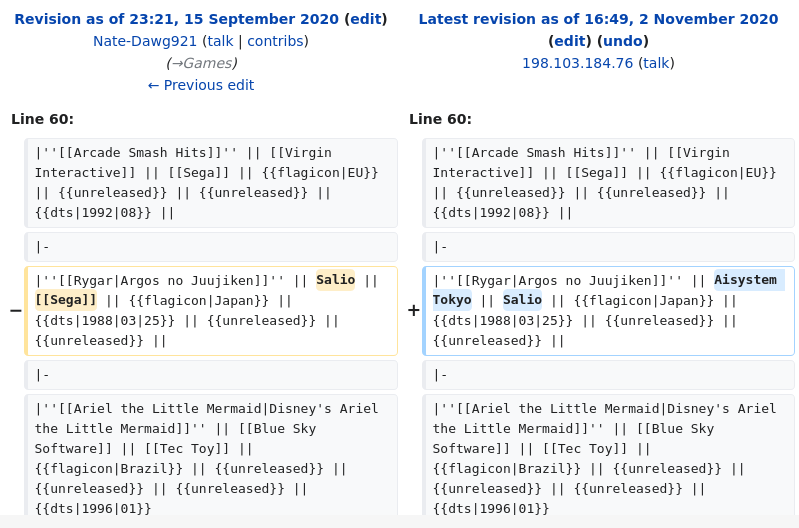 Revision as of 23:21, 15 September 2020 (edit)
Nate-Dawg921 (talk | contribs)
(→Games)
← Previous edit
Latest revision as of 16:49, 2 November 2020
(edit) (undo)
198.103.184.76 (talk)
Line 60:
|''[[Arcade Smash Hits]]'' || [[Virgin
Interactive]] || [[Sega]] || {{flagicon|EU}}
|| {{unreleased}} || {{unreleased}} ||
{{dts|1992|08}} ||
|-
− |''[[Rygar|Argos no Juujiken]]'' || Salio ||
[[Sega]] || {{flagicon|Japan}} ||
{{dts|1988|03|25}} || {{unreleased}} ||
{{unreleased}} ||
|-
|''[[Ariel the Little Mermaid|Disney's Ariel
the Little Mermaid]]'' || [[Blue Sky
Software]] || [[Tec Toy]] ||
{{flagicon|Brazil}} || {{unreleased}} ||
{{unreleased}} || {{unreleased}} ||
{{dts|1996|01}}
Line 60:
|''[[Arcade Smash Hits]]'' || [[Virgin
Interactive]] || [[Sega]] || {{flagicon|EU}}
|| {{unreleased}} || {{unreleased}} ||
{{dts|1992|08}} ||
|-
+ |''[[Rygar|Argos no Juujiken]]'' || Aisystem
Tokyo || Salio || {{flagicon|Japan}} ||
{{dts|1988|03|25}} || {{unreleased}} ||
{{unreleased}} ||
|-
|''[[Ariel the Little Mermaid|Disney's Ariel
the Little Mermaid]]'' || [[Blue Sky
Software]] || [[Tec Toy]] ||
{{flagicon|Brazil}} || {{unreleased}} ||
{{unreleased}} || {{unreleased}} ||
{{dts|1996|01}}